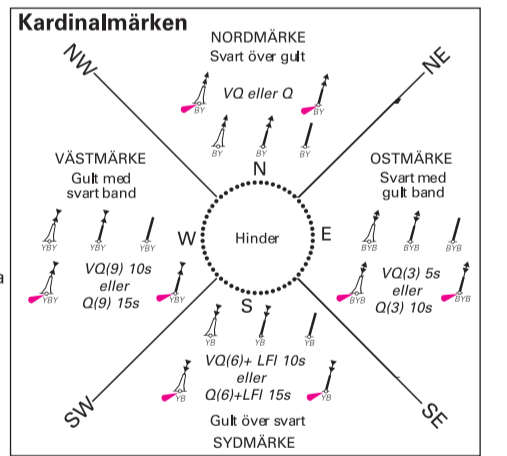 Kardinalmärken
NW
NORDMÄRKE
Svart över gult
NE
VQ eller Q
BY BY
BY BY BY
VÄSTMÄRKE
Gult med
svart band
N
OSTMÄRKE
Svart med
gult band
YBY YBY YBY
W
Hinder
E
BYB BYB BYB
a
VQ(9) 10s
eller
Q(9) 15s
YBY YBY
VQ(3) 5s
eller
Q(3) 10s
BYB BYB
S
YB YB YB
VQ(6)+ LFl 10s
eller
Q(6)+LFl 15s
YB YB
SW
Gult över svart
SYDMÄRKE
SE